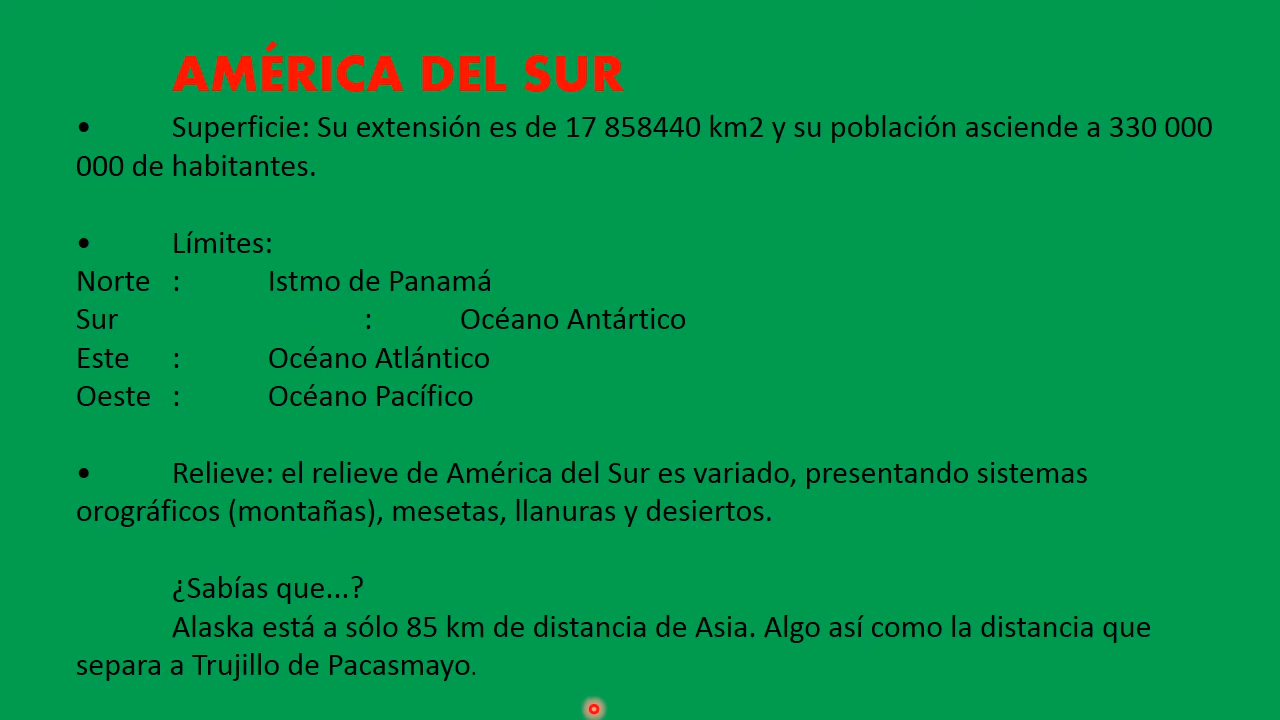 AMÉRICA DEL SUR
• Superficie: Su extensión es de 17 858440 km2 y su población asciende a 330 000
000 de habitantes.
• Límites:
Norte : Istmo de Panamá
Sur : Océano Antártico
Este : Océano Atlántico
Oeste : Océano Pacífico
• Relieve: el relieve de América del Sur es variado, presentando sistemas
orográficos (montañas), mesetas, llanuras y desiertos.
¿Sabías que...?
Alaska está a sólo 85 km de distancia de Asia. Algo así como la distancia que
separa a Trujillo de Pacasmayo.